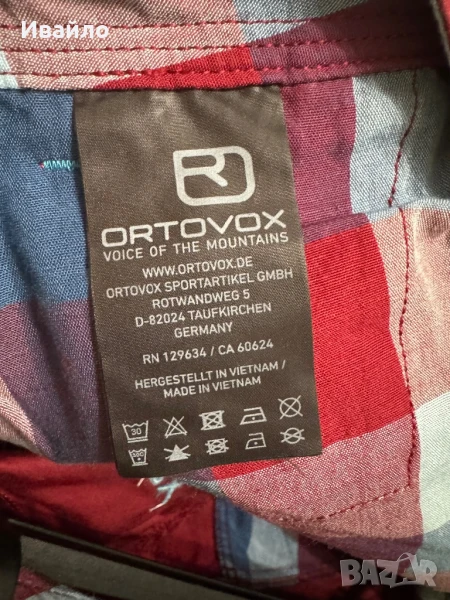 Ивайло
ORTOVOX
VOICE OF THE MOUNTAINS
WWW.ORTOVOX.DE
ORTOVOX SPORTARTIKEL GMBH
ROTWANDWEG 5
D-82024 TAUFKIRCHEN
GERMANY
RN 129634 / CA 60624
HERGESTELLT IN VIETNAM /
MADE IN VIETNAM
30
BAZAR